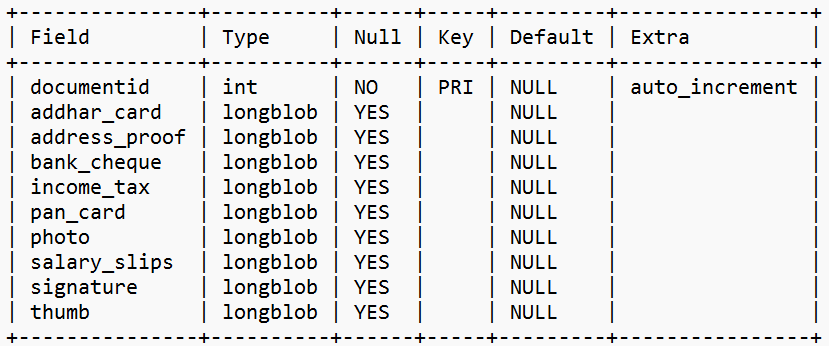 +---------------+----------+------+-----+---------+----------------+
| Field         | Type     | Null | Key | Default | Extra          |
+---------------+----------+------+-----+---------+----------------+
| documentid    | int      | NO   | PRI | NULL    | auto_increment |
| addhar_card   | longblob | YES  |     | NULL    |                |
| address_proof | longblob | YES  |     | NULL    |                |
| bank_cheque   | longblob | YES  |     | NULL    |                |
| income_tax    | longblob | YES  |     | NULL    |                |
| pan_card      | longblob | YES  |     | NULL    |                |
| photo         | longblob | YES  |     | NULL    |                |
| salary_slips  | longblob | YES  |     | NULL    |                |
| signature     | longblob | YES  |     | NULL    |                |
| thumb         | longblob | YES  |     | NULL    |                |
+---------------+----------+------+-----+---------+----------------+